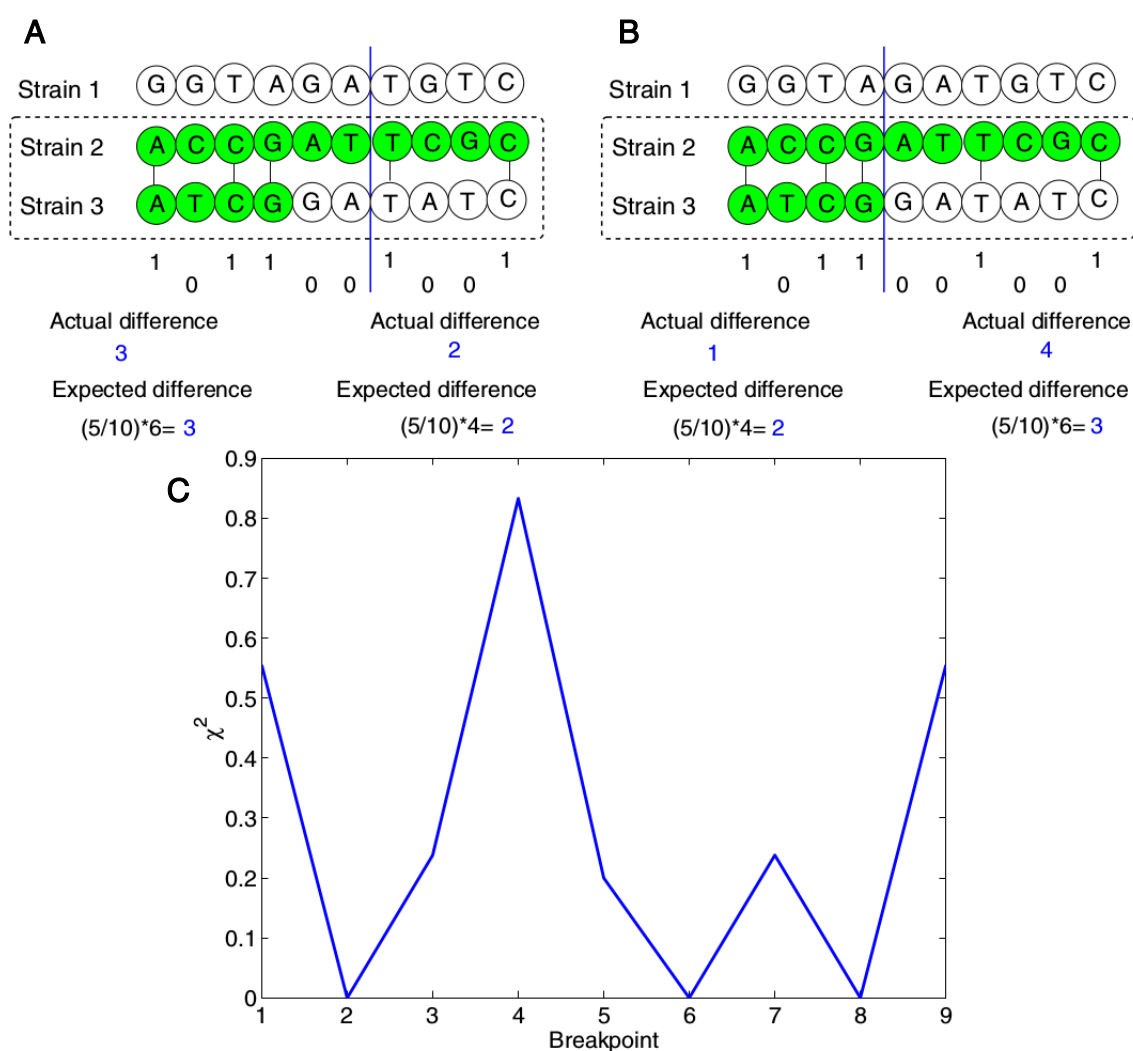 A
Strain 1 G G T A G A T G T C
Strain 2 A C C G A T T C G C
Strain 3 A T C G G A T A T C
1 0 1 1 0 0 1 0 0 1
Actual difference Actual difference
3 2
Expected difference Expected difference
(5/10)*6= 3 (5/10)*4= 2
B
Strain 1 G G T A G A T G T C
Strain 2 A C C G A T T C G C
Strain 3 A T C G G A T A T C
1 0 1 1 0 0 1 0 0 1
Actual difference Actual difference
1 4
Expected difference Expected difference
(5/10)*4= 2 (5/10)*6= 3
C
0.9
0.8
0.7
0.6
0.5
0.4
0.3
0.2
0.1
0
χ²
1 2 3 4 5 6 7 8 9
Breakpoint